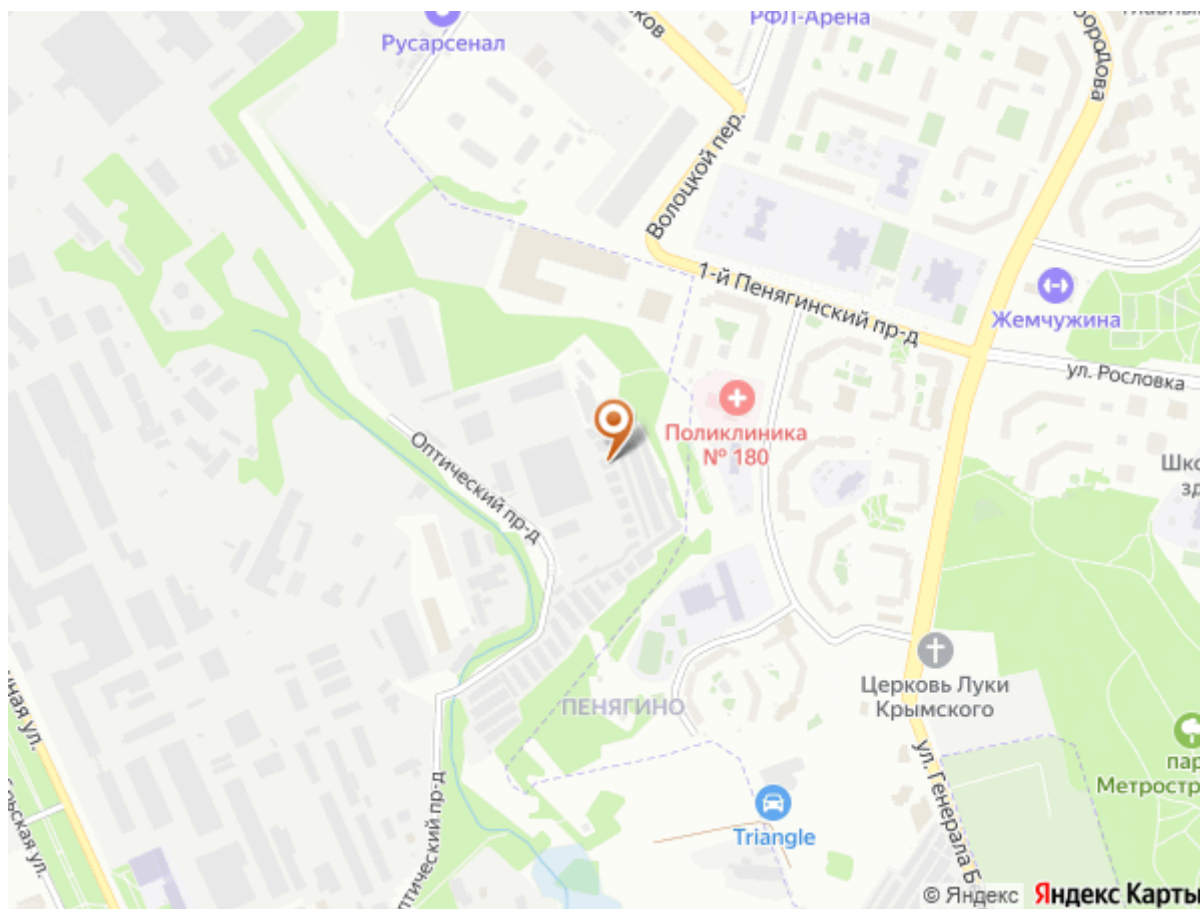 Русарсенал
РФЛ-Арена
Волоцкой пер.
1-й Пенягинский пр-д
Жемчужина
ул. Рословка
Поликлиника
№ 180
Оптический пр-д
ПЕНЯГИНО
Церковь Луки
Крымского
ул. Генерала Б
Triangle
Оптический пр-д
пар
Метростр
© Яндекс Яндекс Карты